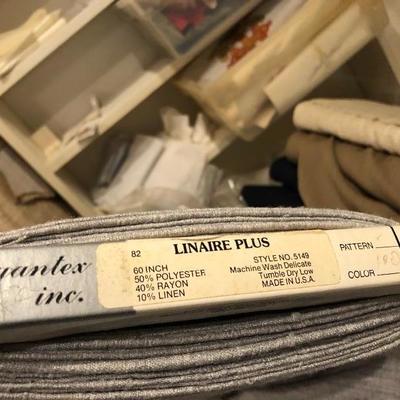 gantex
inc.
82
LINAIRE PLUS
60 INCH
50% POLYESTER
40% RAYON
10% LINEN
STYLE NO. 5149
Machine Wash Delicate
Tumble Dry Low
MADE IN U.S.A.
PATTERN
COLOR